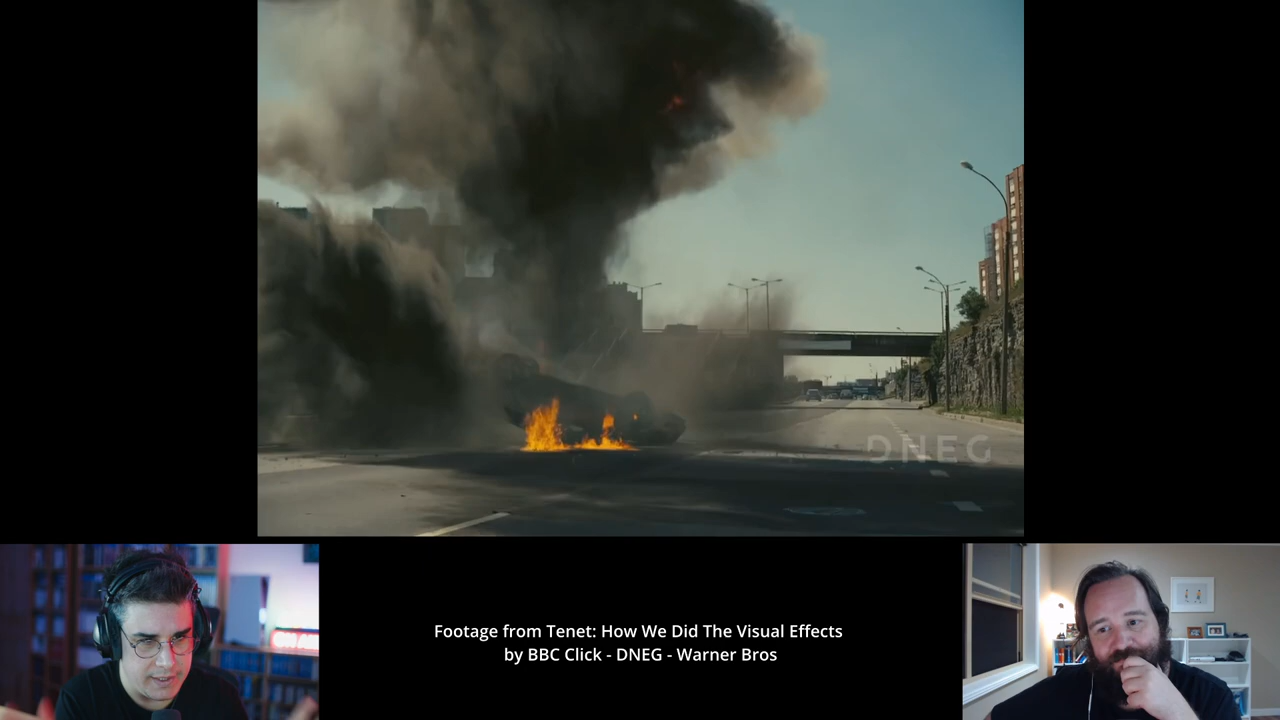 DNEG
Footage from Tenet: How We Did The Visual Effects
by BBC Click - DNEG - Warner Bros